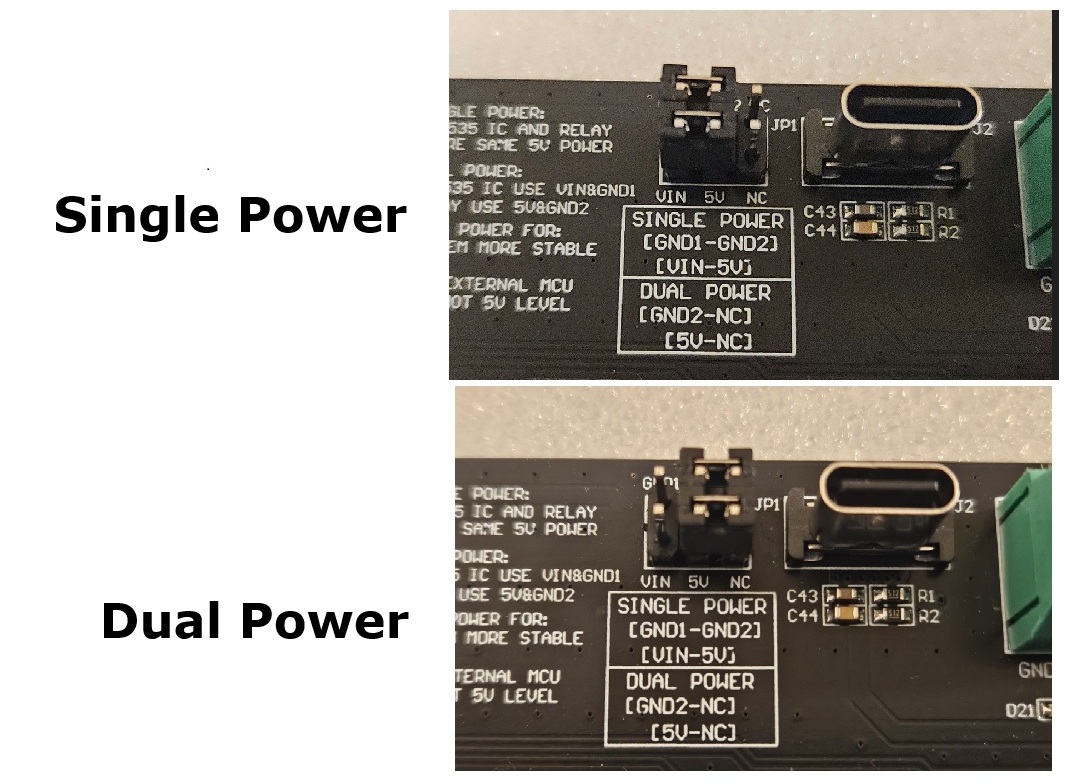 Single Power
GLE POWER:
535 IC AND RELAY
RE SAME 5V POWER
L POWER:
535 IC USE VIN&GND1
Y USE 5V&GND2
POWER FOR:
EM MORE STABLE
EXTERNAL MCU
NOT 5V LEVEL
JP1
J2
VIN 5V NC
SINGLE POWER
[GND1-GND2]
[VIN-5V]
DUAL POWER
[GND2-NC]
[5V-NC]
C43
R1
C44
R2
G
D2
Dual Power
E POWER:
5 IC AND RELAY
SAME 5V POWER
POWER:
5 IC USE VIN&GND1
USE 5V&GND2
POWER FOR:
M MORE STABLE
TERNAL MCU
T 5V LEVEL
GND1
JP1
J2
VIN 5V NC
SINGLE POWER
[GND1-GND2]
[VIN-5V]
DUAL POWER
[GND2-NC]
[5V-NC]
C43
R1
C44
R2
GND
D21